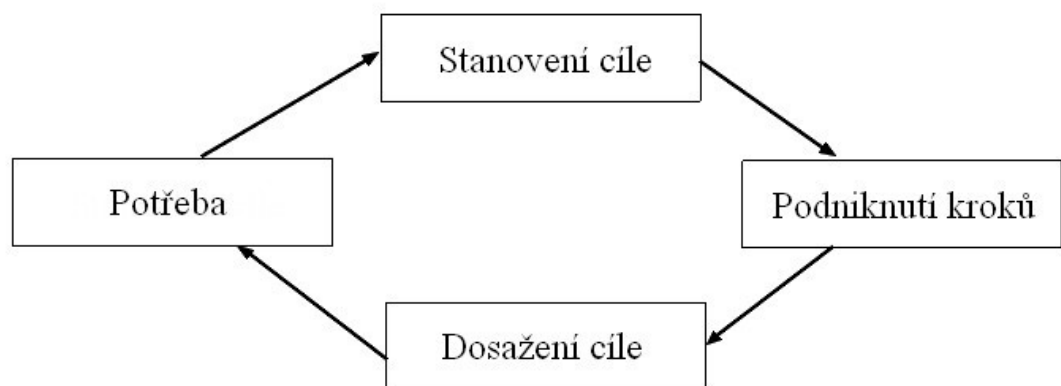 Stanovení cíle
Potřeba
Podniknutí kroků
Dosažení cíle